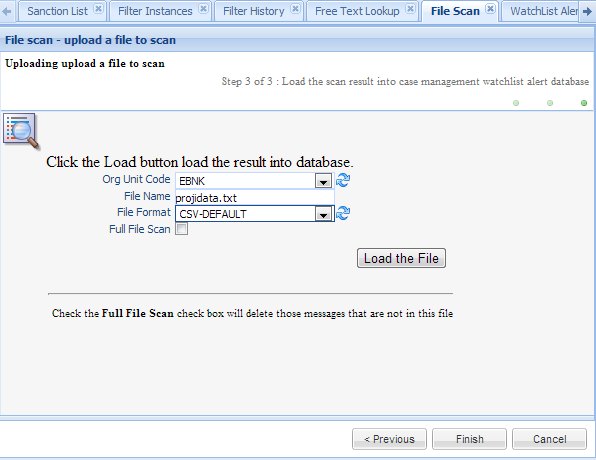 Sanction List Filter Instances Filter History Free Text Lookup File Scan WatchList Aler
File scan - upload a file to scan
Uploading upload a file to scan
Step 3 of 3 : Load the scan result into case management watchlist alert database
Click the Load button load the result into database.
Org Unit Code EBNK
File Name projidata.txt
File Format CSV-DEFAULT
Full File Scan
Load the File
Check the Full File Scan check box will delete those messages that are not in this file
< Previous Finish Cancel